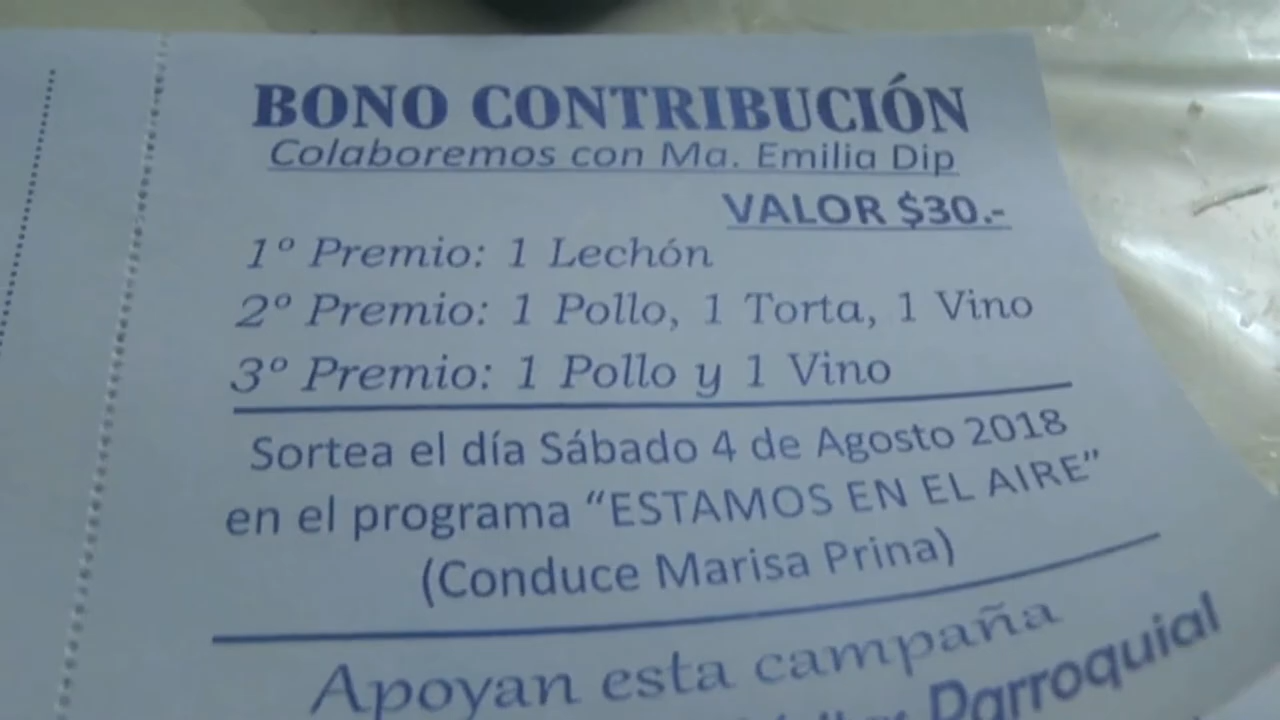 BONO CONTRIBUCIÓN
Colaboremos con Ma. Emilia Dip
VALOR $30.-
1º Premio: 1 Lechón
2º Premio: 1 Pollo, 1 Torta, 1 Vino
3º Premio: 1 Pollo y 1 Vino
Sortea el día Sábado 4 de Agosto 2018
en el programa “ESTAMOS EN EL AIRE”
(Conduce Marisa Prina)
Apoyan esta campaña
Parroquial